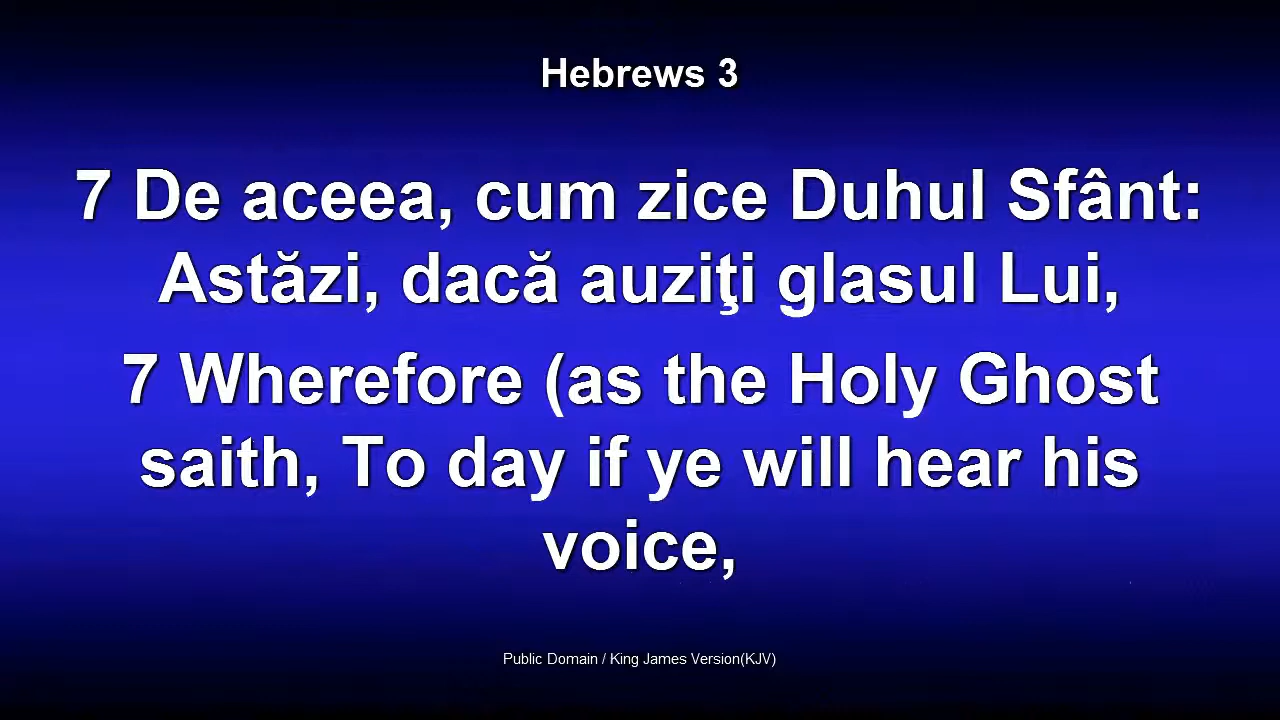 Hebrews 3
7 De aceea, cum zice Duhul Sfânt:
Astăzi, dacă auziţi glasul Lui,
7 Wherefore (as the Holy Ghost
saith, To day if ye will hear his
voice,
Public Domain / King James Version(KJV)